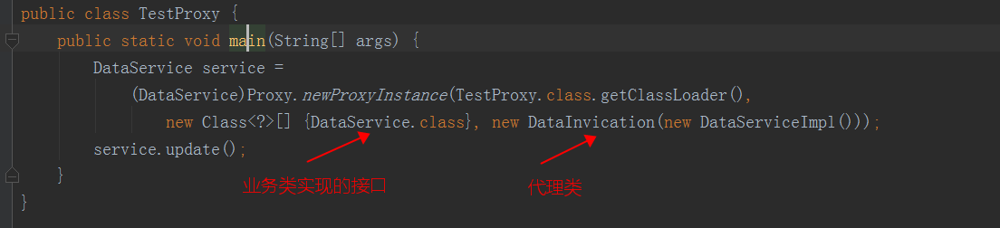 public class TestProxy {
public static void main(String[] args) {
DataService service =
(DataService)Proxy.newProxyInstance(TestProxy.class.getClassLoader(),
new Class<?>[] {DataService.class}, new DataInvication(new DataServiceImpl()));
service.update();
业务类实现的接口
代理类
}
}